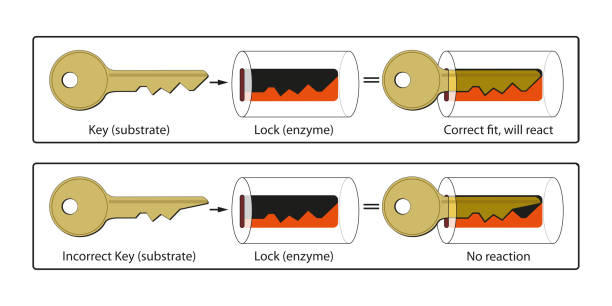 Key (substrate)
Lock (enzyme)
Correct fit, will react
Incorrect Key (substrate)
Lock (enzyme)
No reaction